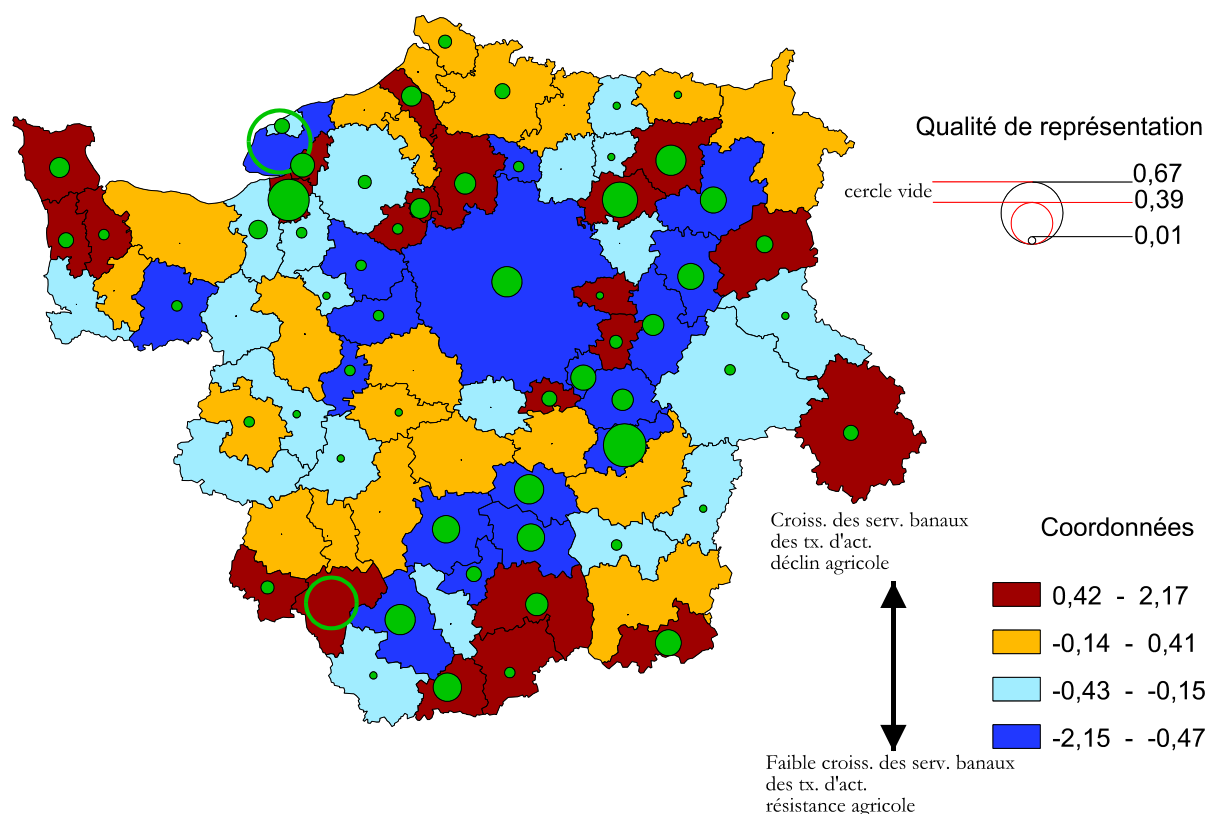 Qualité de représentation
cercle vide
0,67
0,39
0,01
Croiss. des serv. banaux
des tx. d'act.
déclin agricole
Coordonnées
0,42 - 2,17
-0,14 - 0,41
-0,43 - -0,15
-2,15 - -0,47
Faible croiss. des serv. banaux
des tx. d'act.
résistance agricole